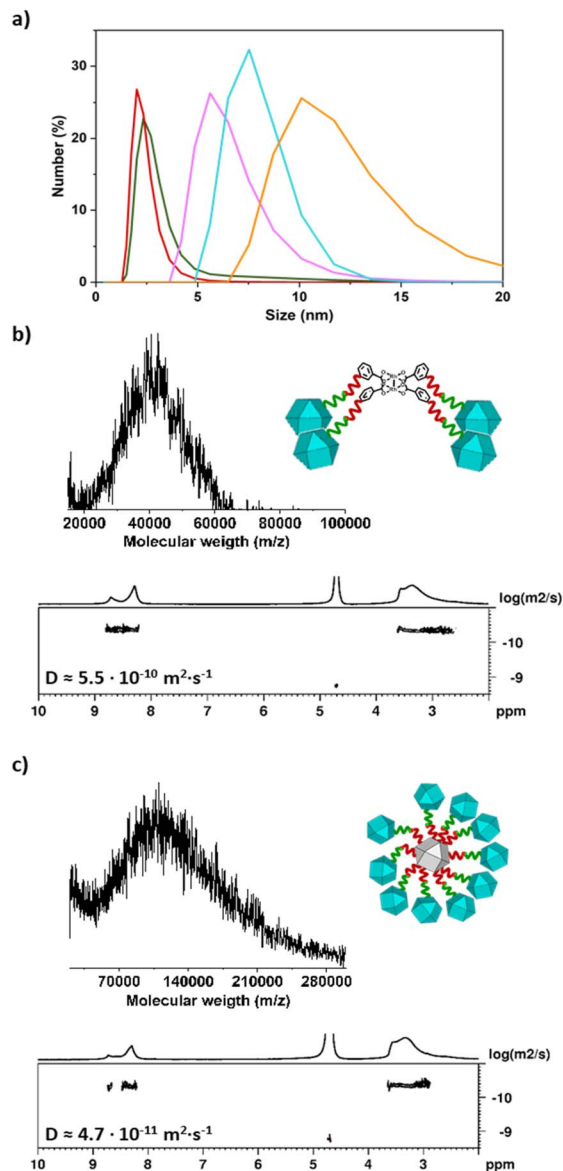 a)
Number (%)
30
20
10
0
0 5 10 15 20
Size (nm)
b)
20000 40000 60000 80000 100000
Molecular weigth (m/z)
log(m2/s)
-10
-9
D ≈ 5.5 · 10-10 m2·s-1
10 9 8 7 6 5 4 3 ppm
c)
70000 140000 210000 280000
Molecular weigth (m/z)
log(m2/s)
-10
-9
D ≈ 4.7 · 10-11 m2·s-1
10 9 8 7 6 5 4 3 ppm